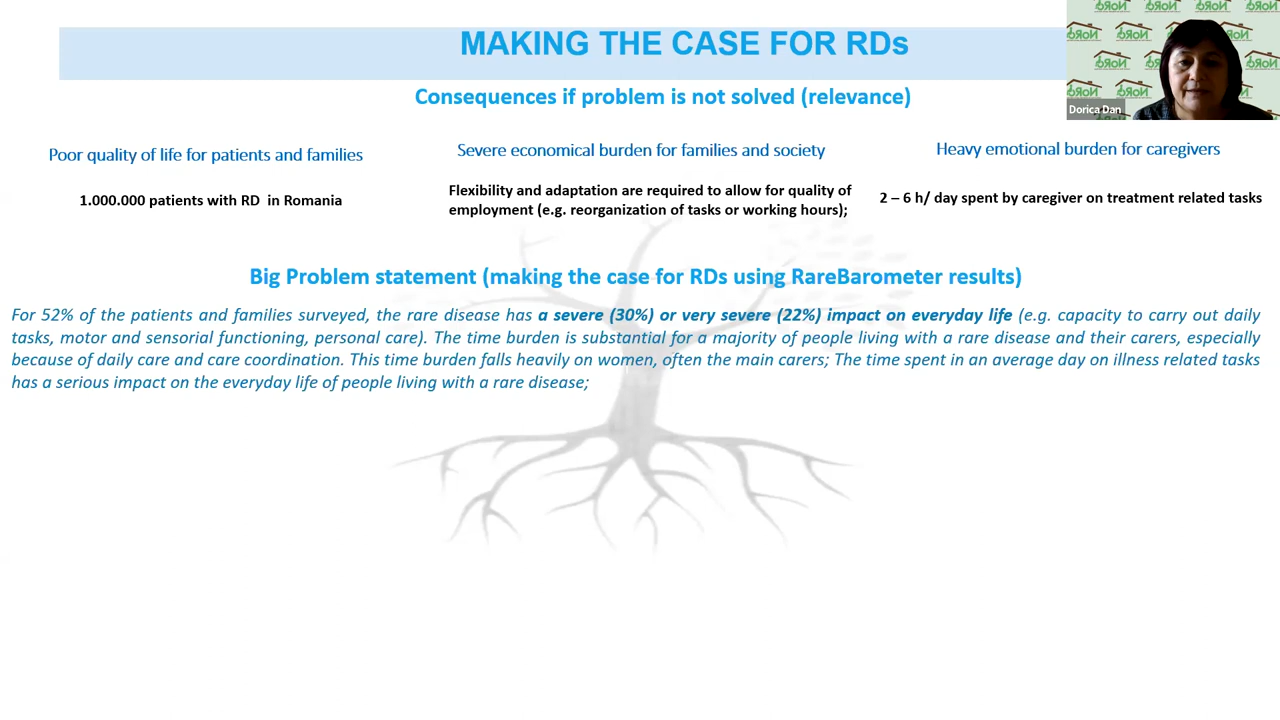 MAKING THE CASE FOR RDs
Consequences if problem is not solved (relevance)
Dorica Dan
Poor quality of life for patients and families
Severe economical burden for families and society
Heavy emotional burden for caregivers
1.000.000 patients with RD in Romania
Flexibility and adaptation are required to allow for quality of
employment (e.g. reorganization of tasks or working hours);
2 – 6 h/ day spent by caregiver on treatment related tasks
Big Problem statement (making the case for RDs using RareBarometer results)
For 52% of the patients and families surveyed, the rare disease has a severe (30%) or very severe (22%) impact on everyday life (e.g. capacity to carry out daily
tasks, motor and sensorial functioning, personal care). The time burden is substantial for a majority of people living with a rare disease and their carers, especially
because of daily care and care coordination. This time burden falls heavily on women, often the main carers; The time spent in an average day on illness related tasks
has a serious impact on the everyday life of people living with a rare disease;